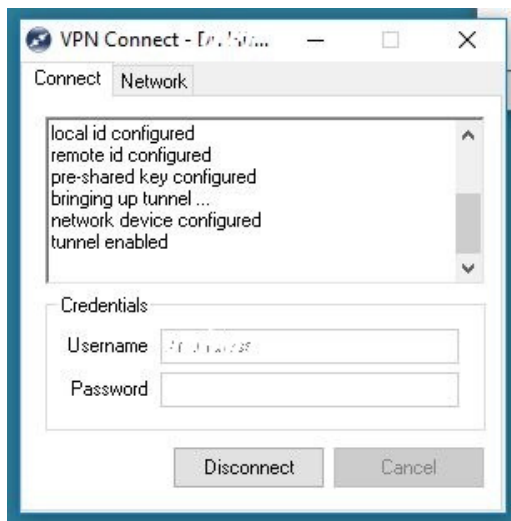 VPN Connect -
Connect Network
local id configured
remote id configured
pre-shared key configured
bringing up tunnel ...
network device configured
tunnel enabled
Credentials
Username
Password
Disconnect Cancel